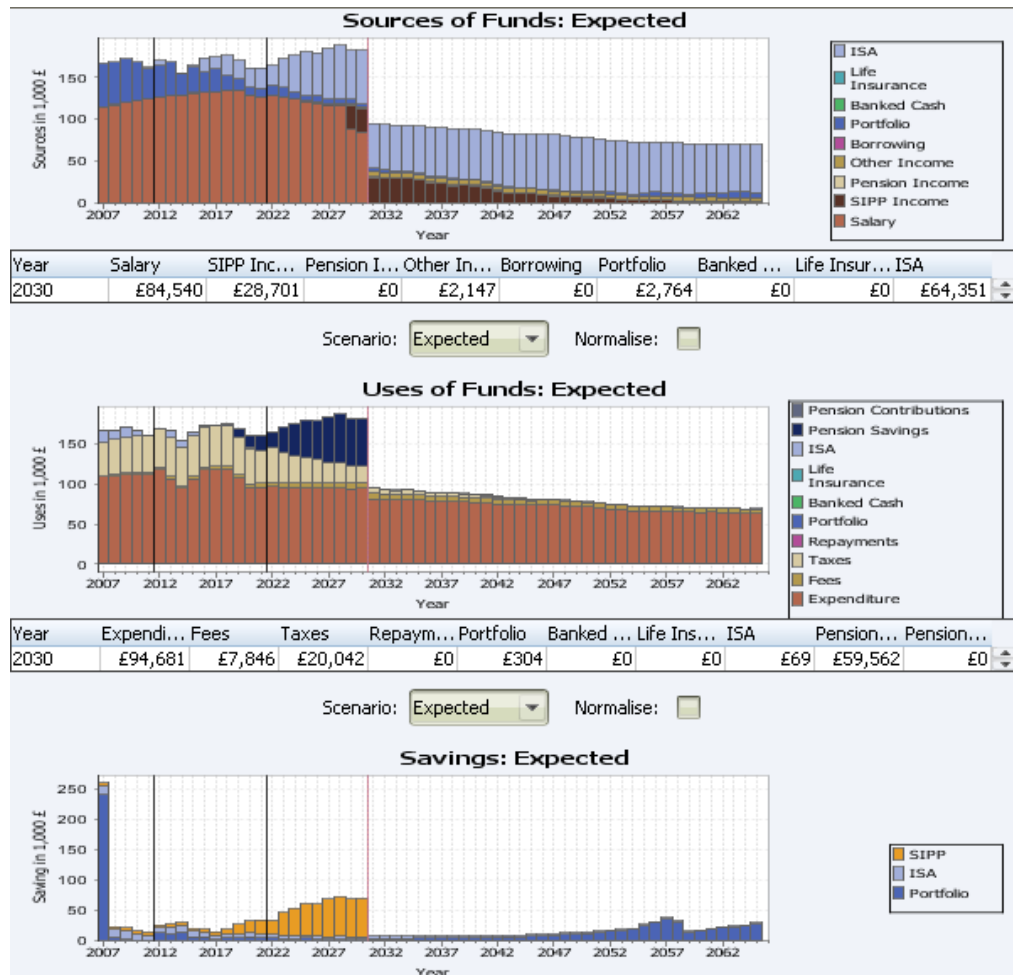 Sources of Funds: Expected
Sources in 1,000 £
150
100
50
0
2007 2012 2017 2022 2027 2032 2037 2042 2047 2052 2057 2062
Year
ISA
Life
Insurance
Banked Cash
Portfolio
Borrowing
Other Income
Pension Income
SIPP Income
Salary
Year Salary SIPP Inc... Pension I... Other In... Borrowing Portfolio Banked ... Life Insur... ISA
2030 £84,540 £28,701 £0 £2,147 £0 £2,764 £0 £0 £64,351
Scenario: Expected Normalise:
Uses of Funds: Expected
Uses in 1,000 £
150
100
50
0
2007 2012 2017 2022 2027 2032 2037 2042 2047 2052 2057 2062
Year
Pension Contributions
Pension Savings
ISA
Life
Insurance
Banked Cash
Portfolio
Repayments
Taxes
Fees
Expenditure
Year Expendi... Fees Taxes Repaym... Portfolio Banked ... Life Ins... ISA Pension... Pension...
2030 £94,681 £7,846 £20,042 £0 £304 £0 £0 £69 £59,562 £0
Scenario: Expected Normalise:
Savings: Expected
Saving in 1,000 £
250
200
150
100
50
0
2007 2012 2017 2022 2027 2032 2037 2042 2047 2052 2057 2062
Year
SIPP
ISA
Portfolio